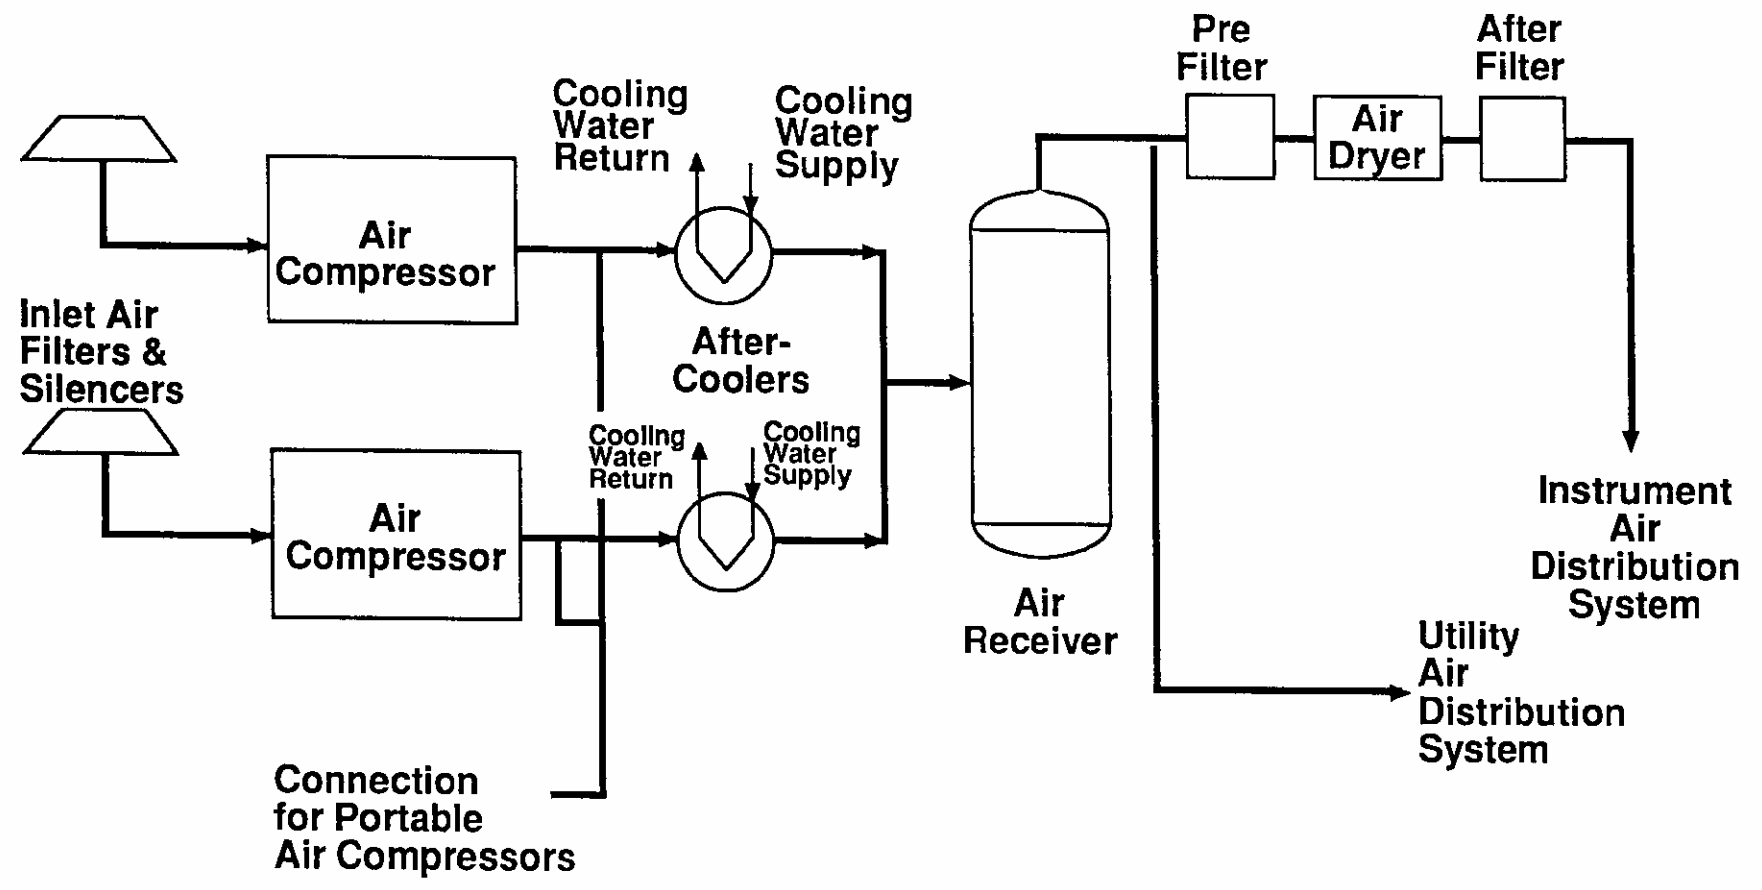 Pre
Filter
After
Filter
Cooling
Water
Return
Cooling
Water
Supply
Air
Dryer
Air
Compressor
Inlet Air
Filters &
Silencers
After-
Coolers
Cooling
Water
Return
Cooling
Water
Supply
Air
Compressor
Instrument
Air
Distribution
System
Air
Receiver
Utility
Air
Distribution
System
Connection
for Portable
Air Compressors